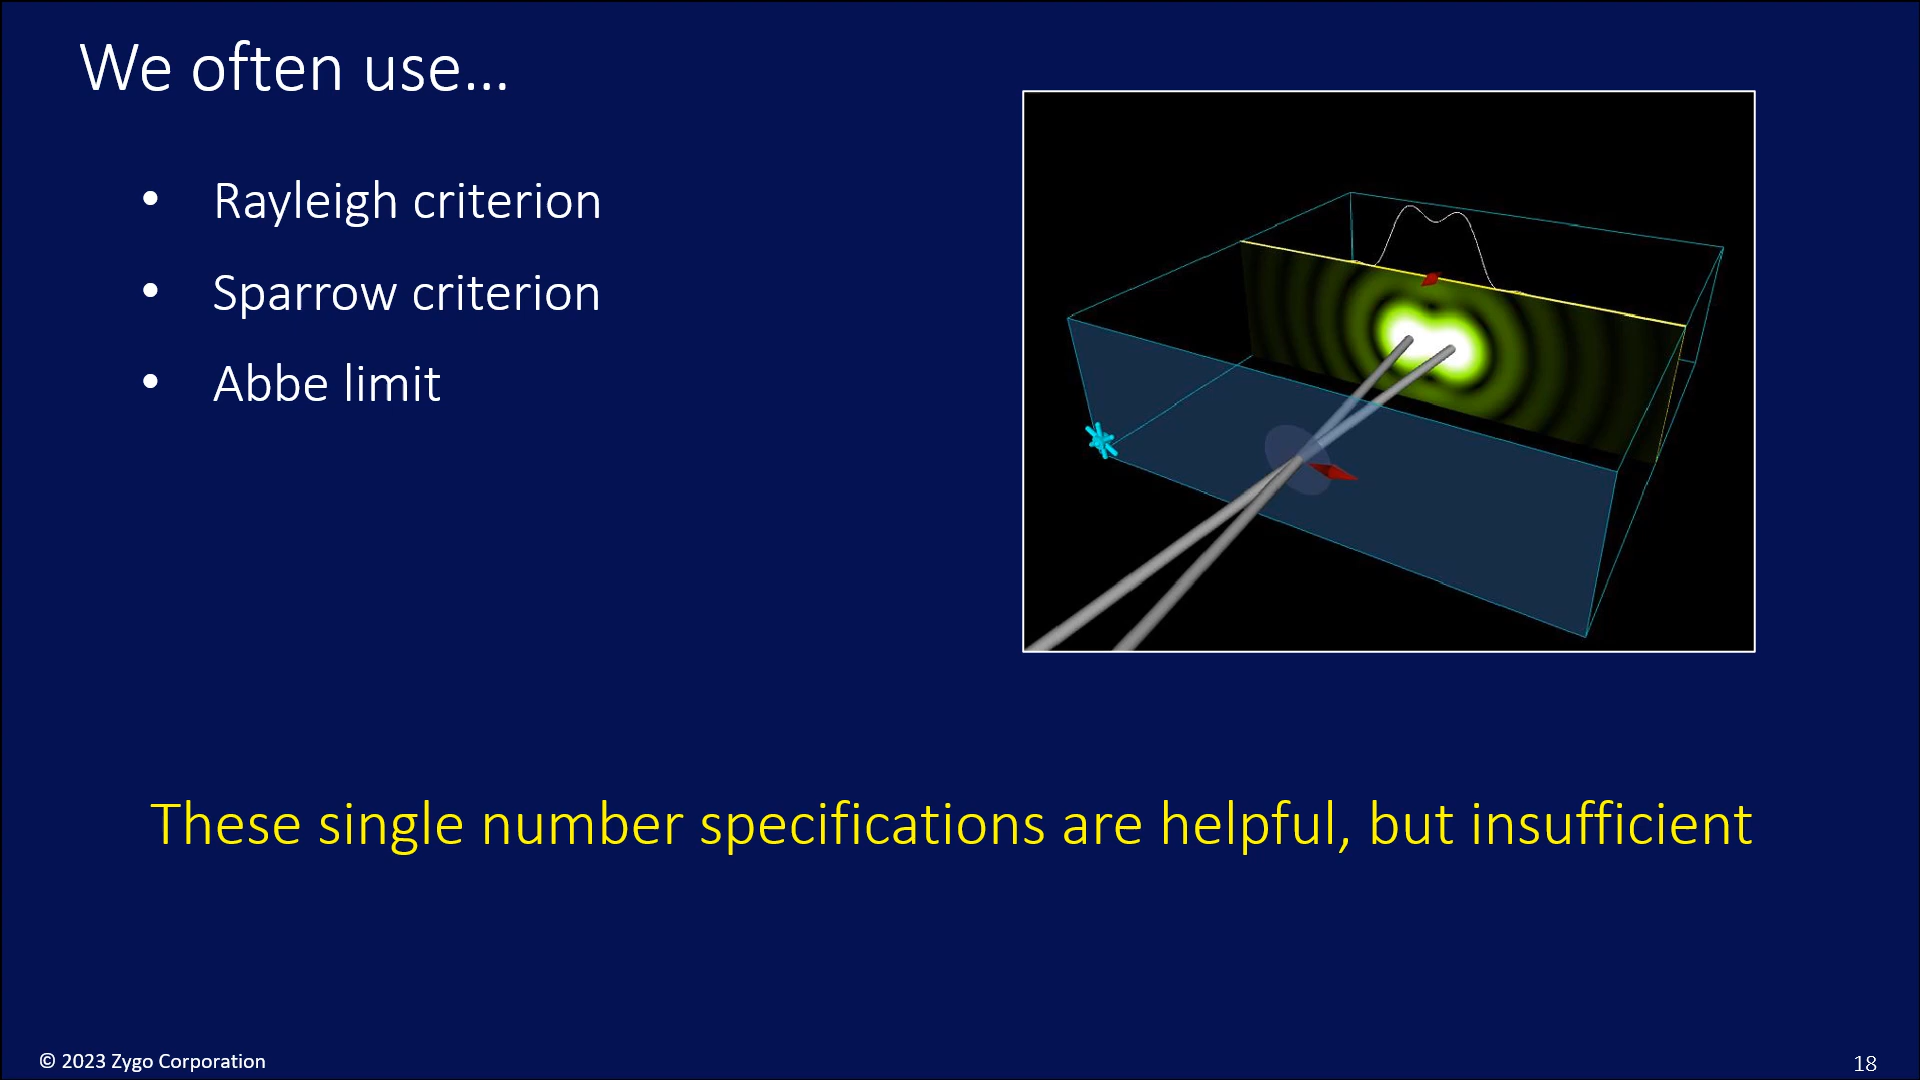 We often use...
• Rayleigh criterion
• Sparrow criterion
• Abbe limit
These single number specifications are helpful, but insufficient
© 2023 Zygo Corporation
18